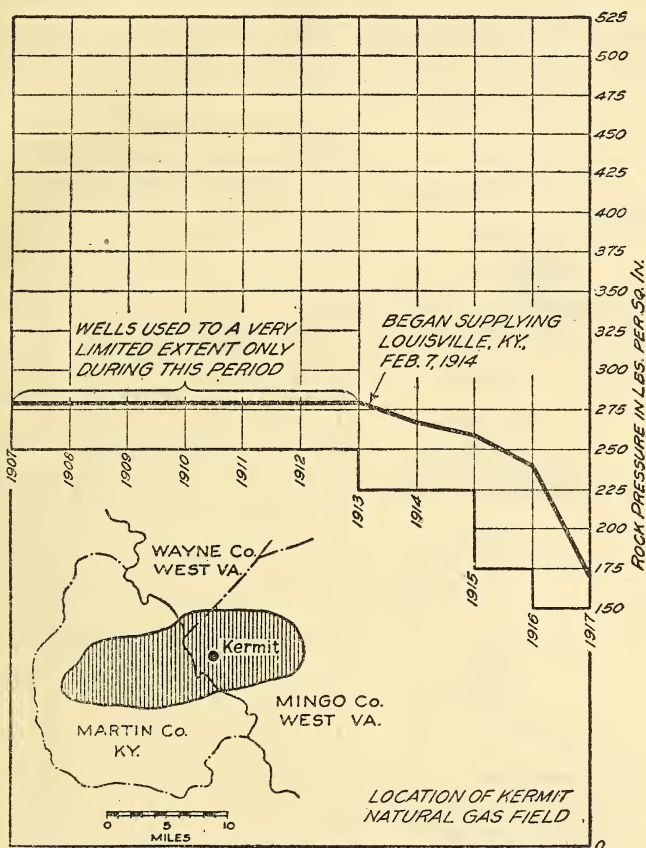 525
500
475
450
425
400
375
350
325
300
275
250
225
200
175
150
0
ROCK PRESSURE IN LBS. PER. SQ. IN.
WELLS USED TO A VERY
LIMITED EXTENT ONLY
DURING THIS PERIOD
BEGAN SUPPLYING
LOUISVILLE, KY.
FEB. 7, 1914
1907
1908
1909
1910
1911
1912
1913
1914
1915
1916
1917
WAYNE Co.
WEST VA.
Kermit
MINGO Co.
WEST VA.
MARTIN Co.
KY.
0 5 10
MILES
LOCATION OF KERMIT
NATURAL GAS FIELD